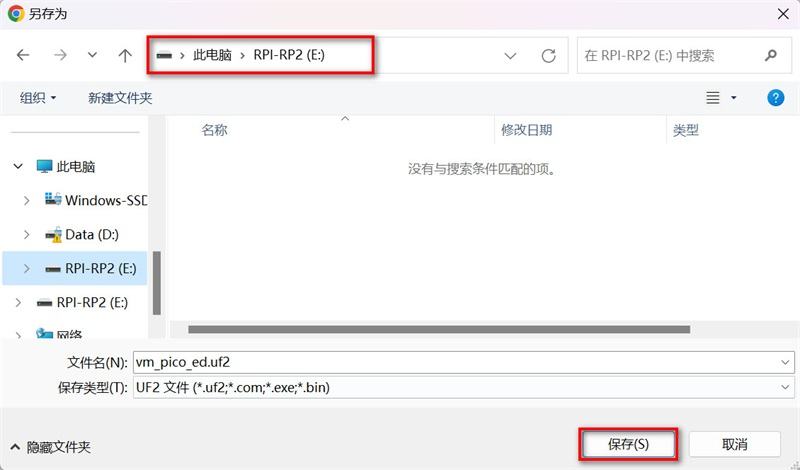 另存为
此电脑 › RPI-RP2 (E:)
在 RPI-RP2 (E:) 中搜索
组织 新建文件夹
名称 修改日期 类型
没有与搜索条件匹配的项。
此电脑
Windows-SSD
Data (D:)
RPI-RP2 (E:)
RPI-RP2 (E:)
网络
文件名(N): vm_pico_ed.uf2
保存类型(T): UF2 文件 (*.uf2;*.com;*.exe;*.bin)
隐藏文件夹 保存(S) 取消